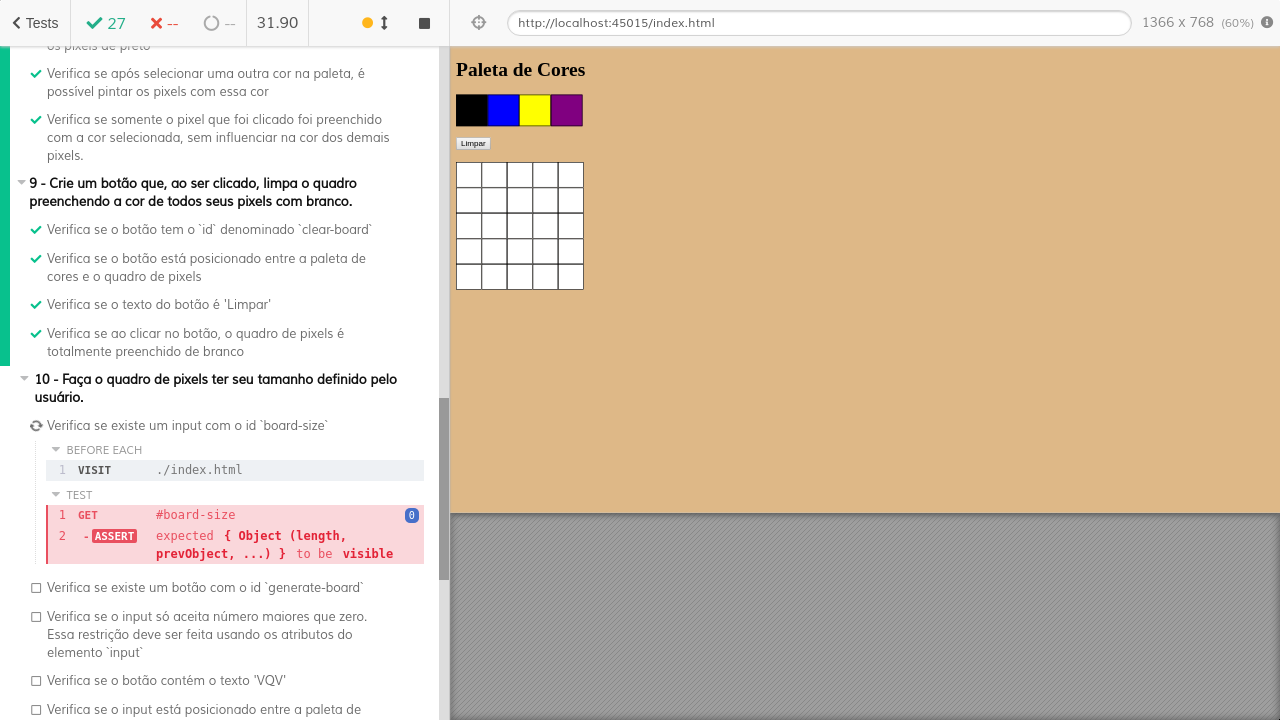 Tests
27
--
--
31.90
http://localhost:45015/index.html
1366 x 768 (60%)
os pixels de preto
Verifica se após selecionar uma outra cor na paleta, é
possível pintar os pixels com essa cor
Verifica se somente o pixel que foi clicado foi preenchido
com a cor selecionada, sem influenciar na cor dos demais
pixels.
9 - Crie um botão que, ao ser clicado, limpa o quadro
preenchendo a cor de todos seus pixels com branco.
Verifica se o botão tem o `id` denominado `clear-board`
Verifica se o botão está posicionado entre a paleta de
cores e o quadro de pixels
Verifica se o texto do botão é 'Limpar'
Verifica se ao clicar no botão, o quadro de pixels é
totalmente preenchido de branco
10 - Faça o quadro de pixels ter seu tamanho definido pelo
usuário.
Verifica se existe um input com o id `board-size`
BEFORE EACH
1 VISIT ./index.html
TEST
1 GET #board-size 0
2 - ASSERT expected { Object (length,
prevObject, ...) } to be visible
Verifica se existe um botão com o id `generate-board`
Verifica se o input só aceita número maiores que zero.
Essa restrição deve ser feita usando os atributos do
elemento `input`
Verifica se o botão contém o texto 'VQV'
Verifica se o input está posicionado entre a paleta de
Paleta de Cores
Limpar